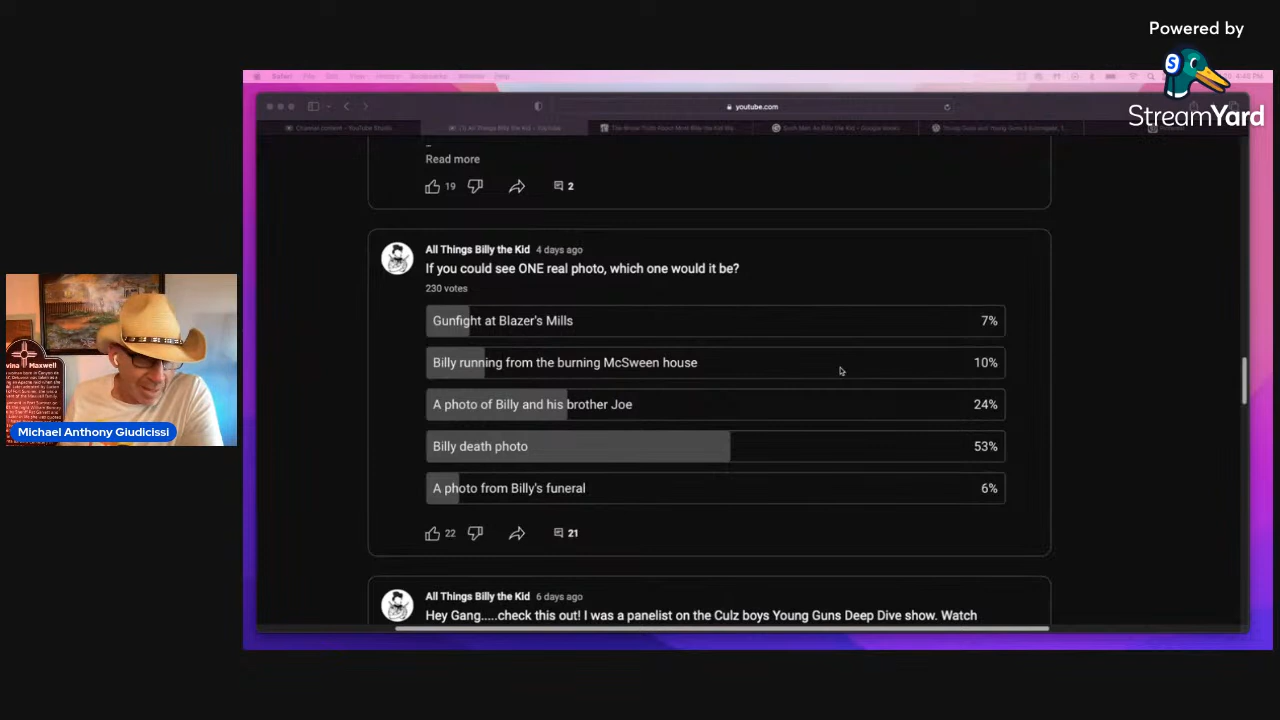 Powered by
StreamYard
youtube.com
Read more
19
2
All Things Billy the Kid 4 days ago
If you could see ONE real photo, which one would it be?
230 votes
Gunfight at Blazer's Mills 7%
Billy running from the burning McSween house 10%
A photo of Billy and his brother Joe 24%
Billy death photo 53%
A photo from Billy's funeral 6%
22
21
All Things Billy the Kid 6 days ago
Hey Gang.....check this out! I was a panelist on the Culz boys Young Guns Deep Dive show. Watch
Maxwell
Michael Anthony Giudicissi